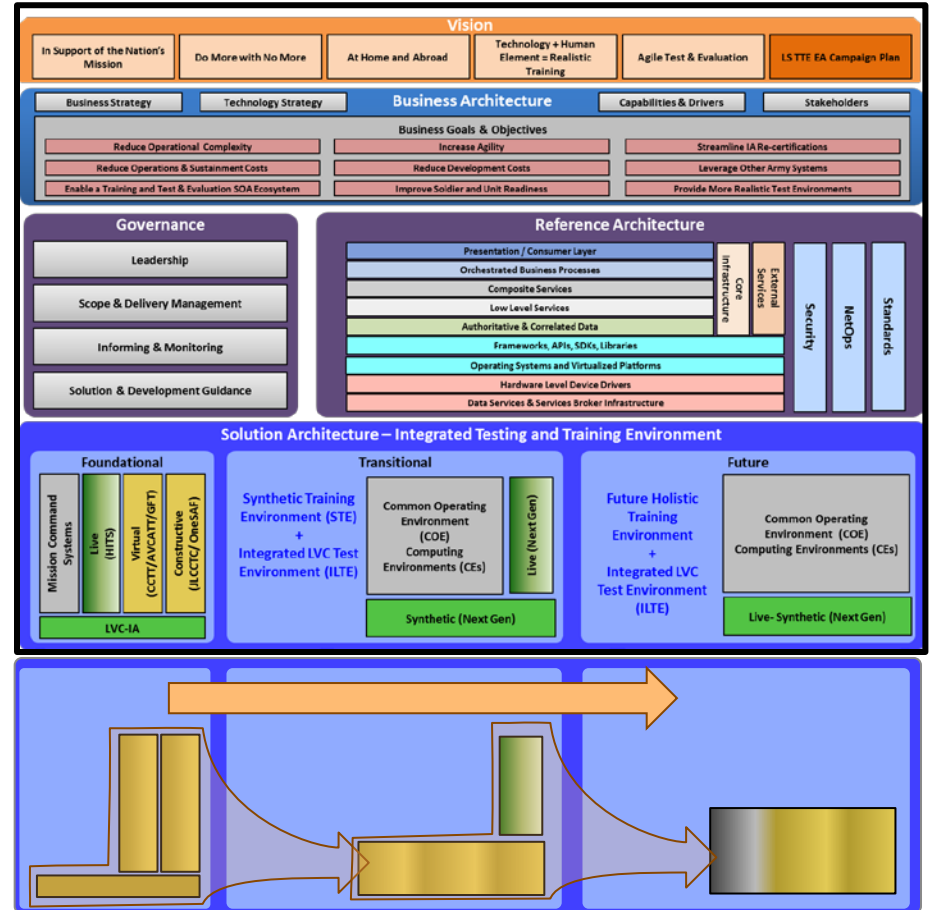 Vision
In Support of the Nation's
Mission
Do More with No More
At Home and Abroad
Technology + Human
Element = Realistic
Training
Agile Test & Evaluation
LS TTE EA Campaign Plan
Business Strategy
Technology Strategy
Business Architecture
Capabilities & Drivers
Stakeholders
Business Goals & Objectives
Reduce Operational Complexity
Increase Agility
Streamline IA Re-certifications
Reduce Operations & Sustainment Costs
Reduce Development Costs
Leverage Other Army Systems
Enable a Training and Test & Evaluation SOA Ecosystem
Improve Soldier and Unit Readiness
Provide More Realistic Test Environments
Governance
Leadership
Scope & Delivery Management
Informing & Monitoring
Solution & Development Guidance
Reference Architecture
Presentation / Consumer Layer
Orchestrated Business Processes
Composite Services
Low Level Services
Authoritative & Correlated Data
Frameworks, APIs, SDKs, Libraries
Operating Systems and Virtualized Platforms
Hardware Level Device Drivers
Data Services & Services Broker Infrastructure
Core
Infrastructure
External
Services
Security
NetOps
Standards
Solution Architecture – Integrated Testing and Training Environment
Foundational
Mission Command
Systems
Live
(HITS)
Virtual
(CCTT/AVCATT/GFT)
Constructive
(JLCCTC/ OneSAF)
LVC-IA
Transitional
Synthetic Training
Environment (STE)
+
Integrated LVC Test
Environment (ILTE)
Common Operating
Environment
(COE)
Computing
Environments (CEs)
Live (Next Gen)
Synthetic (Next Gen)
Future
Future Holistic
Training
Environment
+
Integrated LVC
Test Environment
(ILTE)
Common Operating
Environment (COE)
Computing Environments (CEs)
Live- Synthetic (Next Gen)